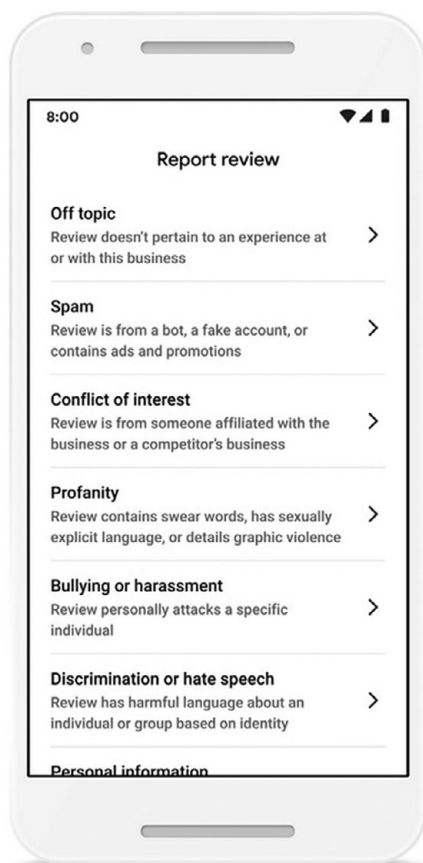 8:00
Report review
Off topic
Review doesn't pertain to an experience at
or with this business
Spam
Review is from a bot, a fake account, or
contains ads and promotions
Conflict of interest
Review is from someone affiliated with the
business or a competitor's business
Profanity
Review contains swear words, has sexually
explicit language, or details graphic violence
Bullying or harassment
Review personally attacks a specific
individual
Discrimination or hate speech
Review has harmful language about an
individual or group based on identity
Personal information